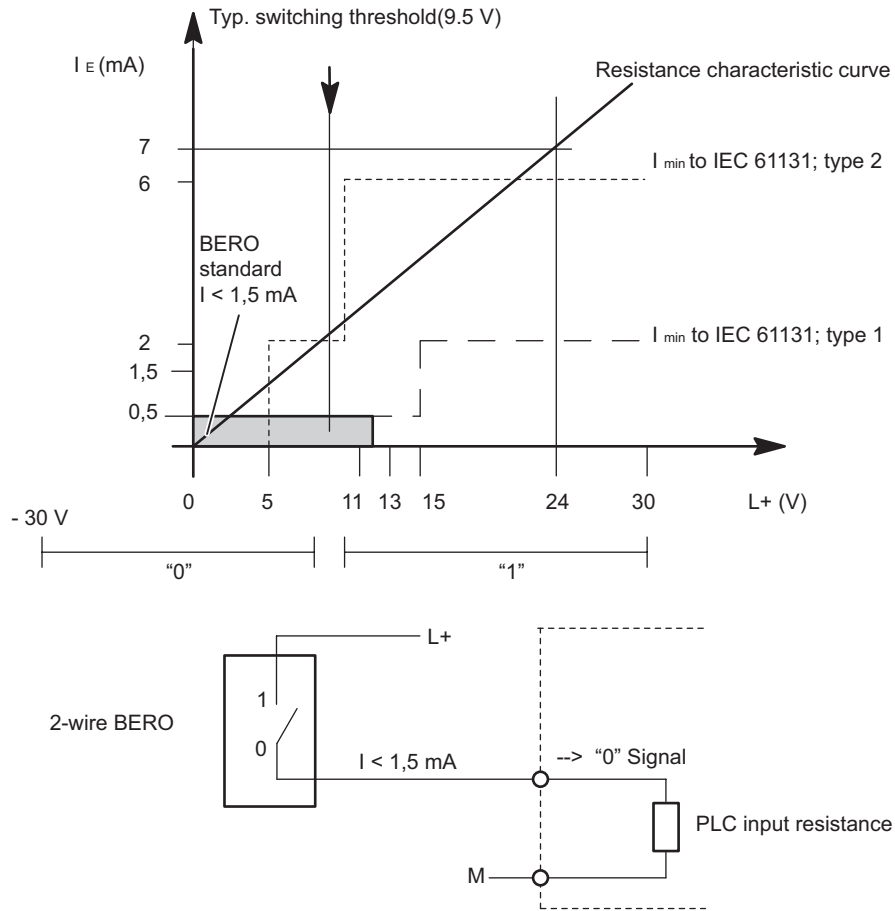 Typ. switching threshold(9.5 V)
I E (mA)
Resistance characteristic curve
7
6
I min to IEC 61131; type 2
BERO
standard
I < 1,5 mA
2
I min to IEC 61131; type 1
1,5
0,5
0 5 11 13 15 24 30 L+ (V)
- 30 V
“0” “1”
L+
1
2-wire BERO
0
I < 1,5 mA
--> “0” Signal
PLC input resistance
M